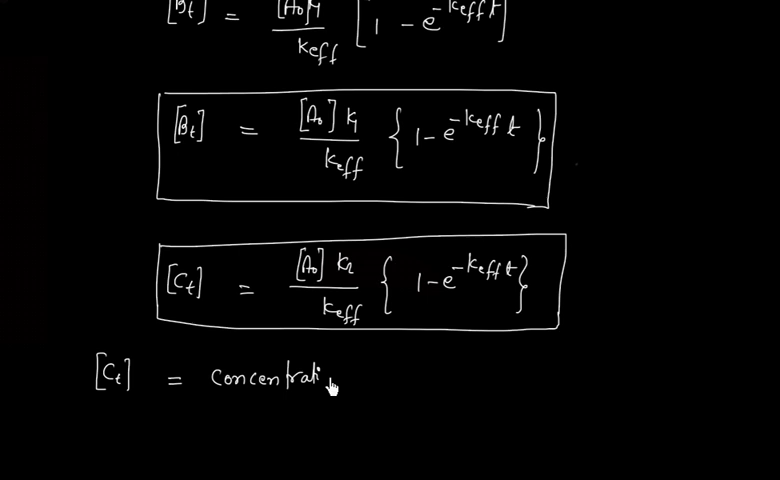 [Bt] = [A0]k1 / keff [1 - e^-keff t]
[Bt] = [A0] k1 / keff {1 - e^-keff t}
[Ct] = [A0] k2 / keff {1 - e^-keff t}
[Ct] = concentrati